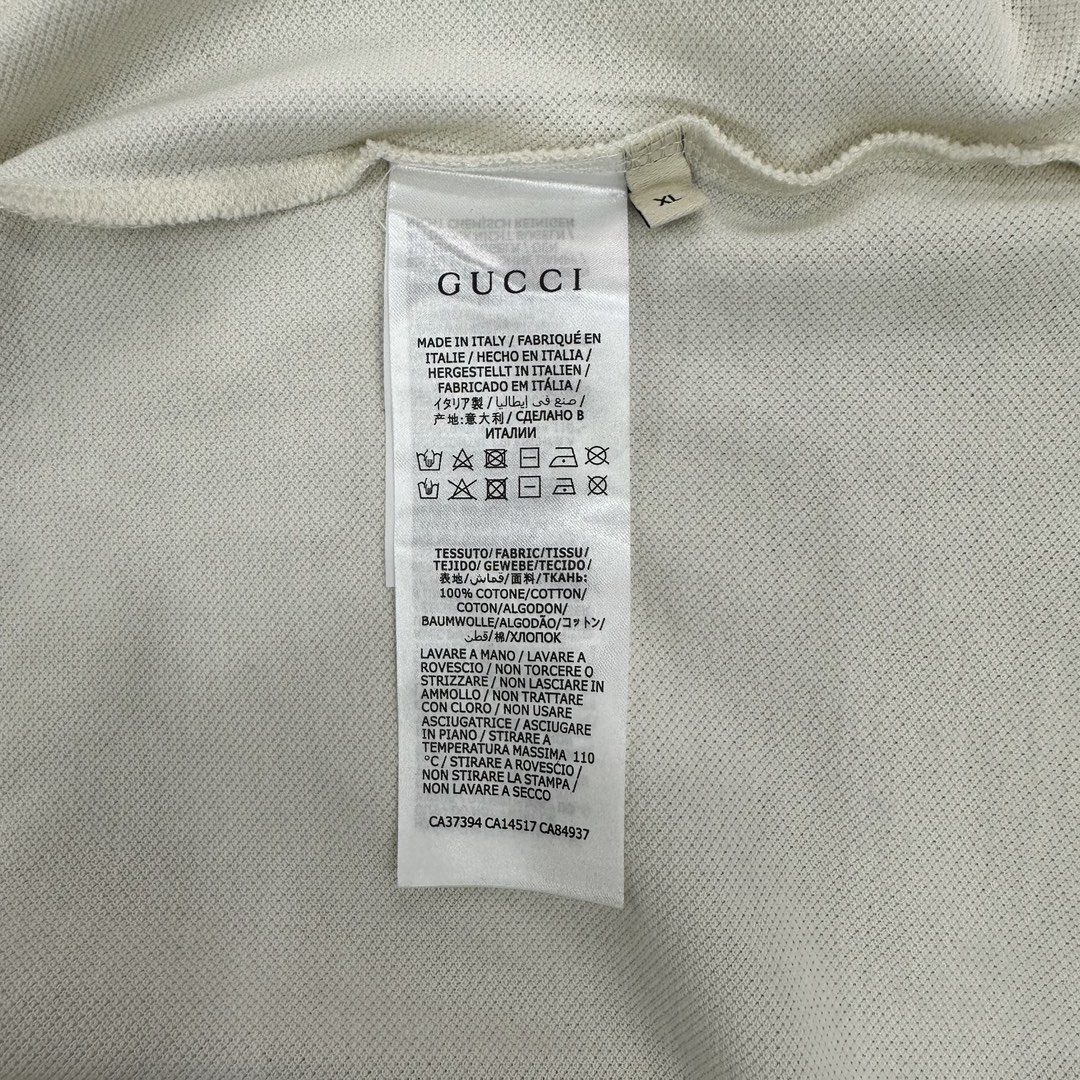 XL
GUCCI
MADE IN ITALY / FABRIQUÉ EN
ITALIE / HECHO EN ITALIA /
HERGESTELLT IN ITALIEN /
FABRICADO EM ITÁLIA /
イタリア製 / صنع في إيطاليا /
产地:意大利 / СДЕЛАНО В
ИТАЛИИ
TESSUTO/FABRIC/TISSU/
TEJIDO/GEWEBE/TECIDO/
表地/قماش/面料/ТКАНЬ:
100% COTONE/COTTON/
COTON/ALGODON/
BAUMWOLLE/ALGODÃO/コットン/
قطن/棉/ХЛОПОК
LAVARE A MANO / LAVARE A
ROVESCIO / NON TORCERE O
STRIZZARE / NON LASCIARE IN
AMMOLLO / NON TRATTARE
CON CLORO / NON USARE
ASCIUGATRICE / ASCIUGARE
IN PIANO / STIRARE A
TEMPERATURA MASSIMA 110
°C / STIRARE A ROVESCIO /
NON STIRARE LA STAMPA /
NON LAVARE A SECCO
CA37394 CA14517 CA84937